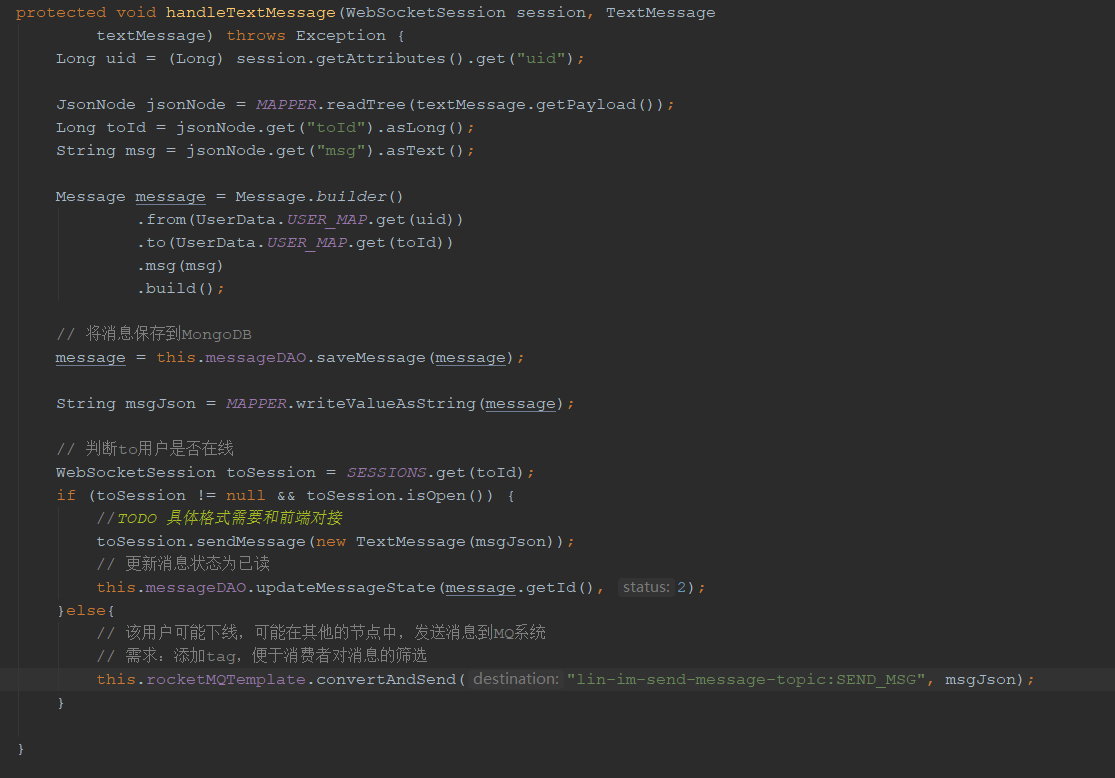 protected void handleTextMessage(WebSocketSession session, TextMessage
textMessage) throws Exception {
Long uid = (Long) session.getAttributes().get("uid");
JsonNode jsonNode = MAPPER.readTree(textMessage.getPayload());
Long toId = jsonNode.get("toId").asLong();
String msg = jsonNode.get("msg").asText();
Message message = Message.builder()
.from(UserData.USER_MAP.get(uid))
.to(UserData.USER_MAP.get(toId))
.msg(msg)
.build();
// 将消息保存到MongoDB
message = this.messageDAO.saveMessage(message);
String msgJson = MAPPER.writeValueAsString(message);
// 判断to用户是否在线
WebSocketSession toSession = SESSIONS.get(toId);
if (toSession != null && toSession.isOpen()) {
//TODO 具体格式需要和前端对接
toSession.sendMessage(new TextMessage(msgJson));
// 更新消息状态为已读
this.messageDAO.updateMessageState(message.getId(), status: 2);
}else{
// 该用户可能下线，可能在其他的节点中，发送消息到MQ系统
// 需求：添加tag，便于消费者对消息的筛选
this.rocketMQTemplate.convertAndSend( destination: "lin-im-send-message-topic:SEND_MSG", msgJson);
}
}